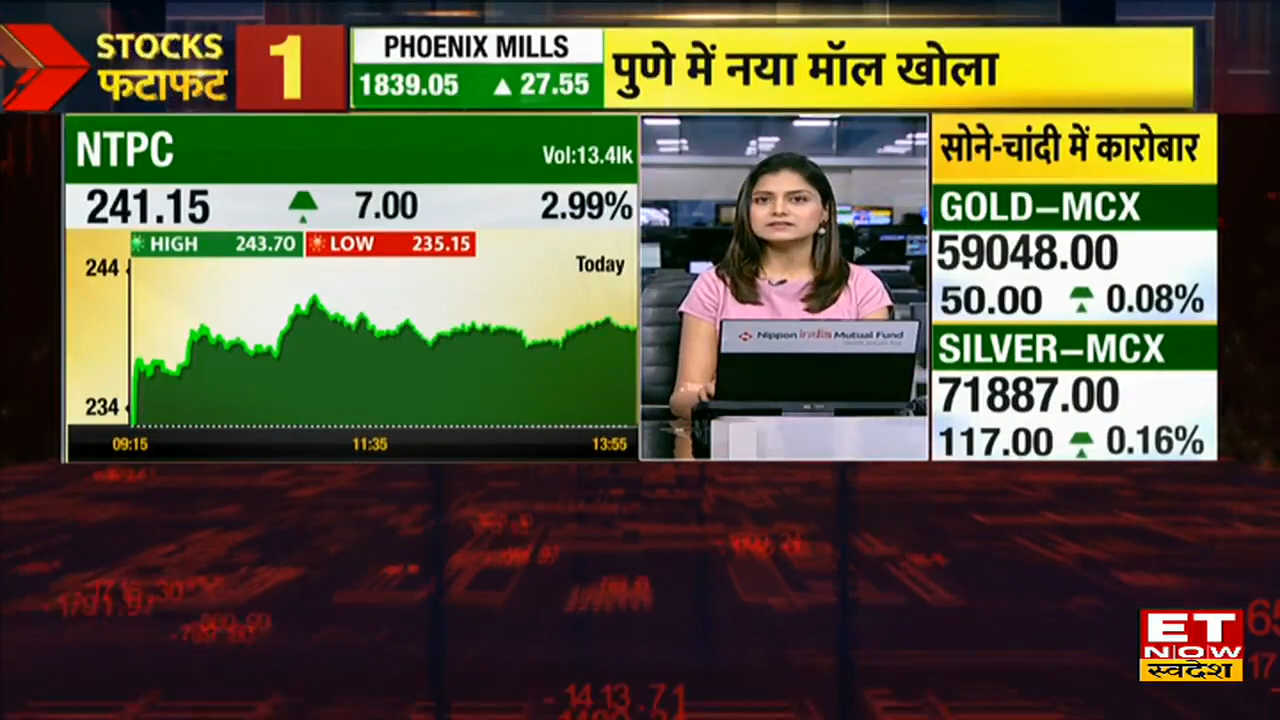 STOCKS
फटाफट
1
PHOENIX MILLS
1839.05 ▲ 27.55
पुणे में नया मॉल खोला
NTPC
Vol:13.4lk
241.15 7.00 2.99%
HIGH 243.70 LOW 235.15
Today
244
234
09:15 11:35 13:55
Nippon india Mutual Fund
सोने-चांदी में कारोबार
GOLD–MCX
59048.00
50.00 0.08%
SILVER–MCX
71887.00
117.00 0.16%
-1413.71
ET
NOW
स्वदेश